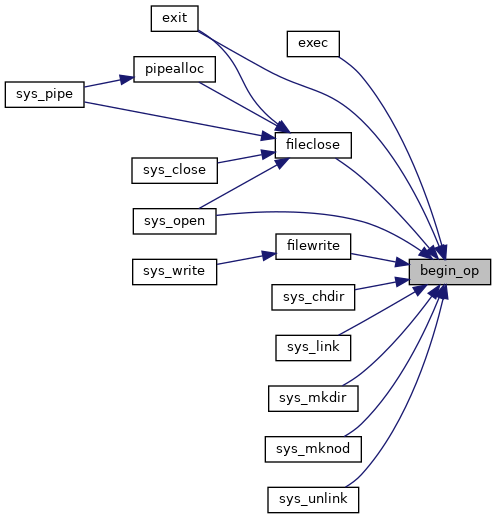 exit
exec
pipealloc
sys_pipe
fileclose
sys_close
sys_open
filewrite
sys_write
begin_op
sys_chdir
sys_link
sys_mkdir
sys_mknod
sys_unlink